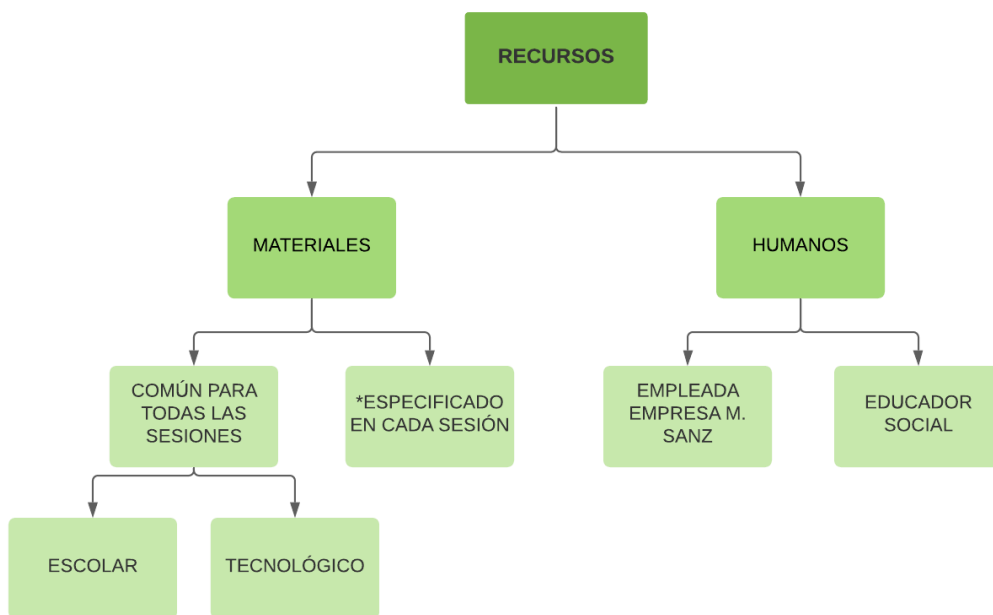 RECURSOS
MATERIALES
HUMANOS
COMÚN PARA
TODAS LAS
SESIONES
*ESPECIFICADO
EN CADA SESIÓN
EMPLEADA
EMPRESA M.
SANZ
EDUCADOR
SOCIAL
ESCOLAR
TECNOLÓGICO